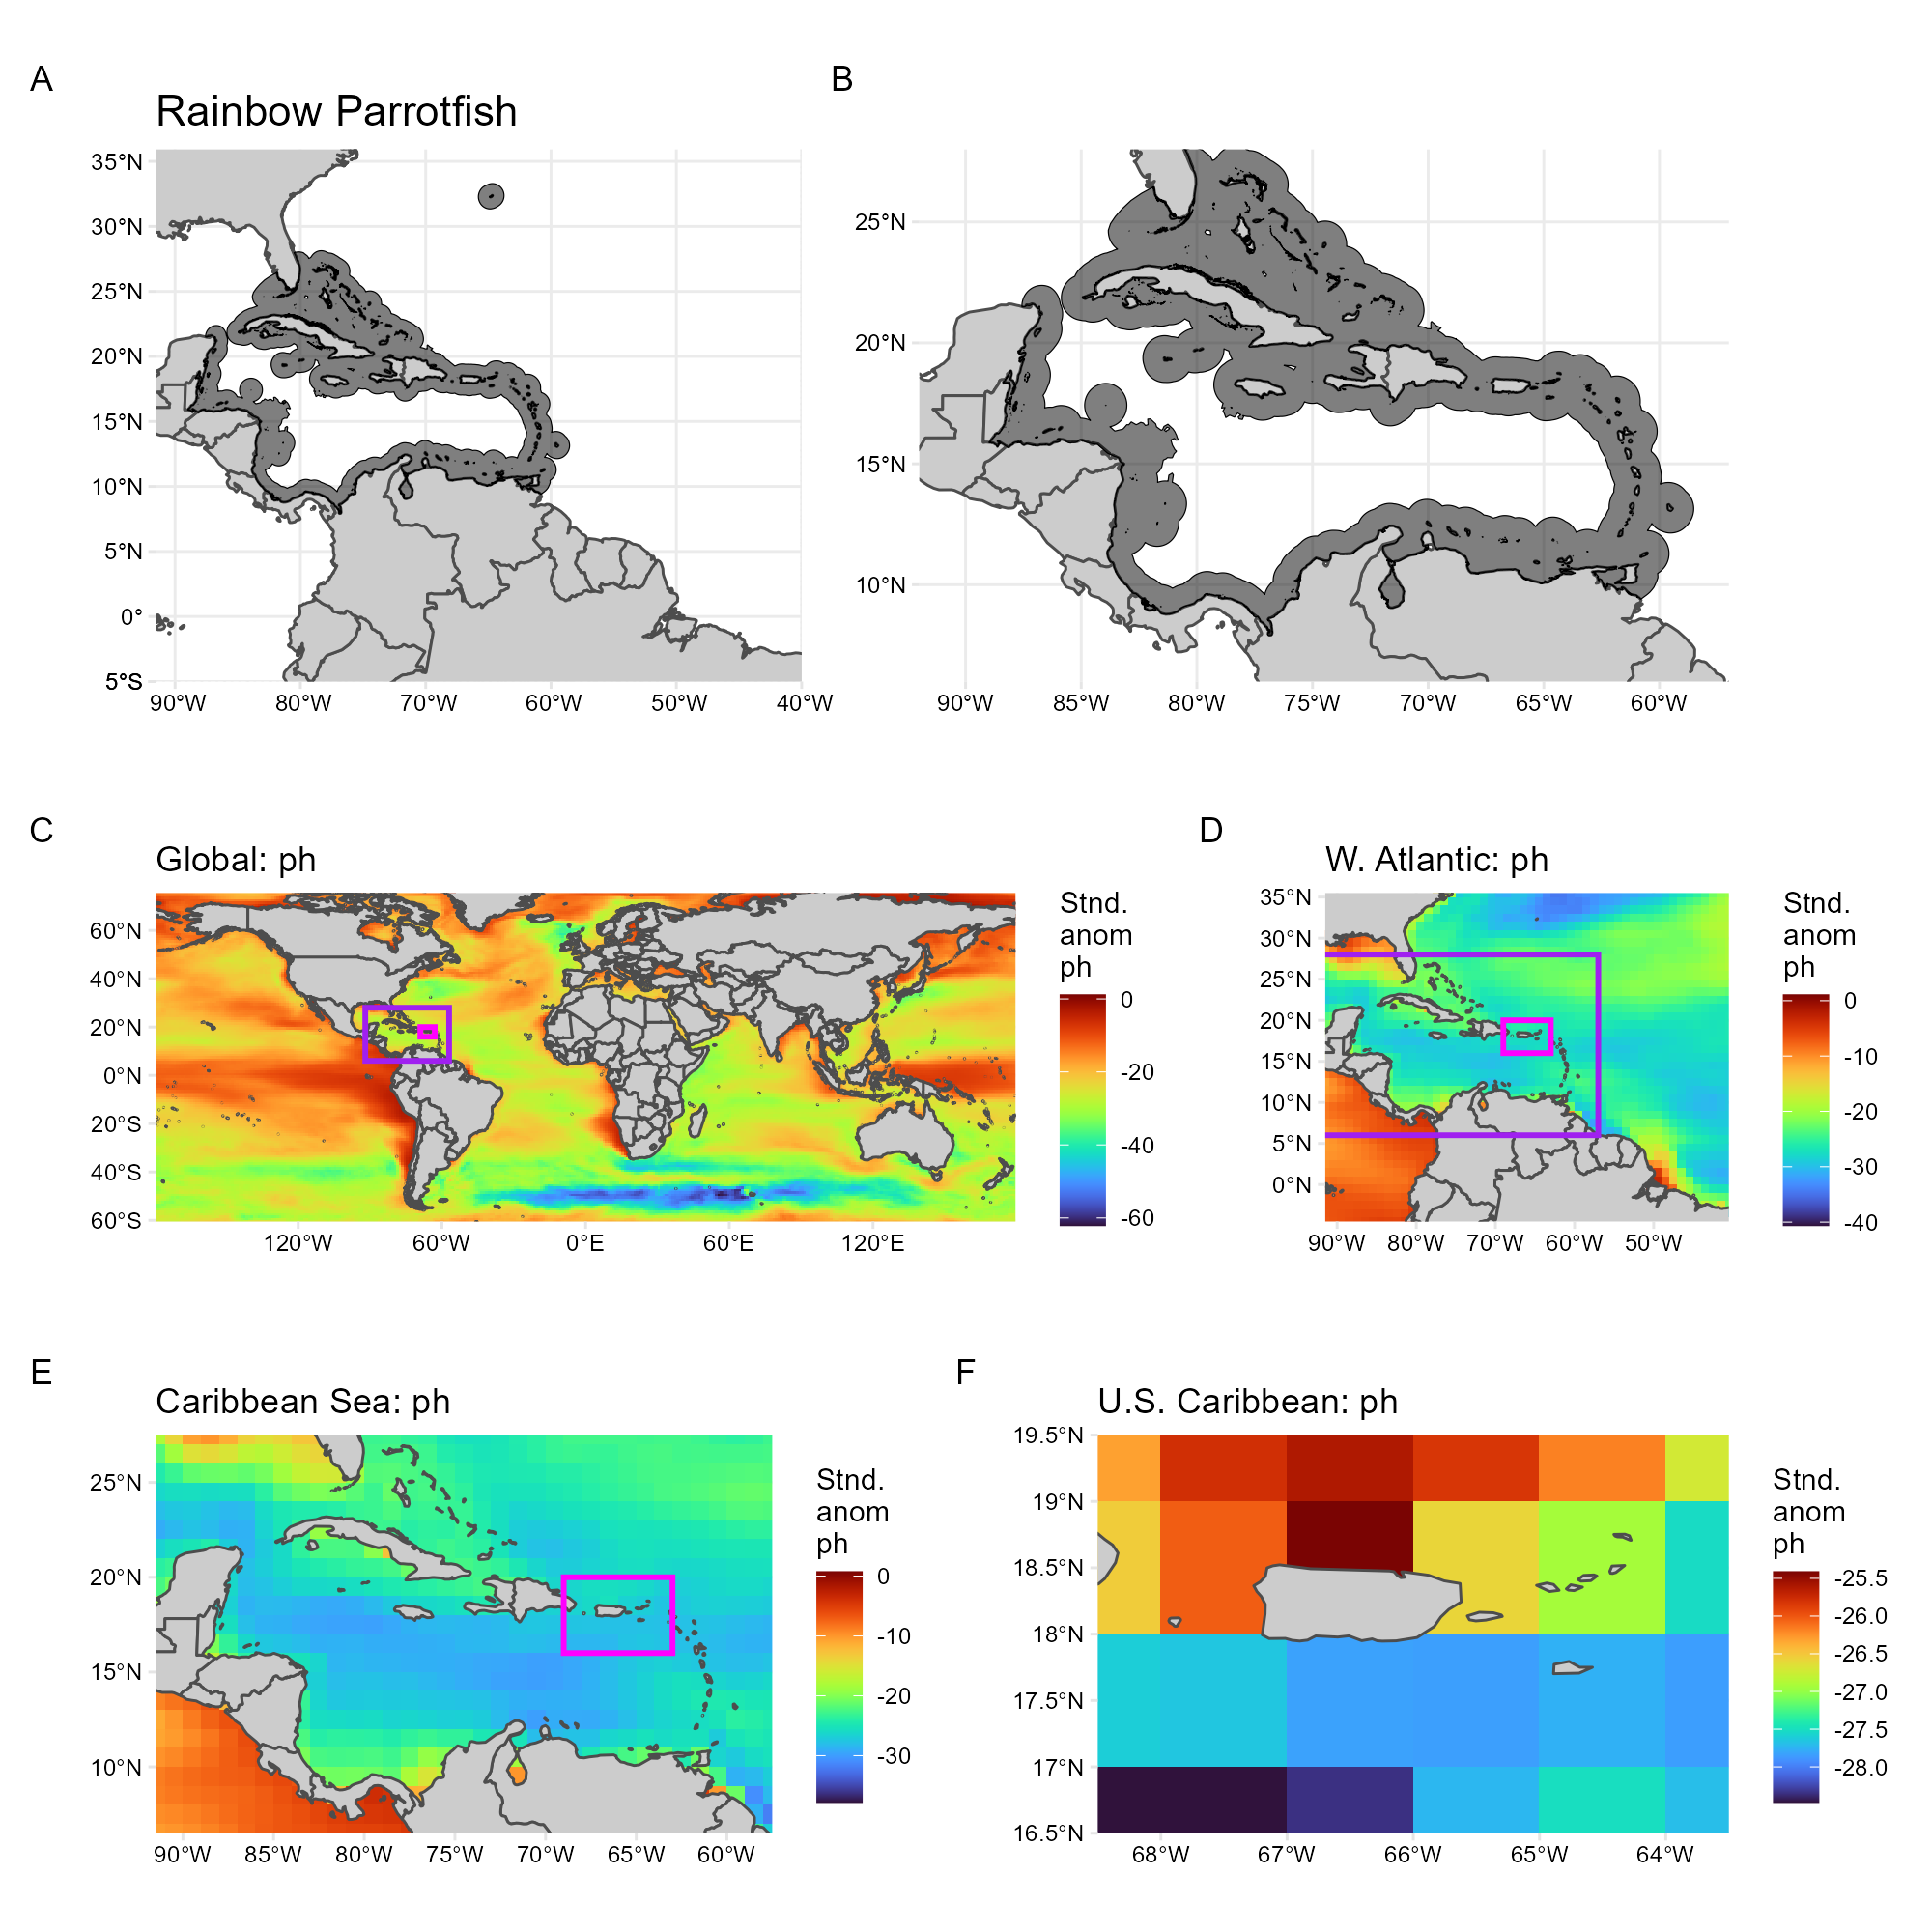 A
B
Rainbow Parrotfish
35°N
30°N
25°N
20°N
15°N
10°N
5°N
0°
5°S
90°W 80°W 70°W 60°W 50°W 40°W
25°N
20°N
15°N
10°N
90°W 85°W 80°W 75°W 70°W 65°W 60°W
C
Global: ph
60°N
40°N
20°N
0°N
20°S
40°S
60°S
120°W 60°W 0°E 60°E 120°E
Stnd.
anom
ph
0
-20
-40
-60
D
W. Atlantic: ph
35°N
30°N
25°N
20°N
15°N
10°N
5°N
0°N
90°W 80°W 70°W 60°W 50°W
Stnd.
anom
ph
0
-10
-20
-30
-40
E
Caribbean Sea: ph
25°N
20°N
15°N
10°N
90°W 85°W 80°W 75°W 70°W 65°W 60°W
Stnd.
anom
ph
0
-10
-20
-30
F
U.S. Caribbean: ph
19.5°N
19°N
18.5°N
18°N
17.5°N
17°N
16.5°N
68°W 67°W 66°W 65°W 64°W
Stnd.
anom
ph
-25.5
-26.0
-26.5
-27.0
-27.5
-28.0